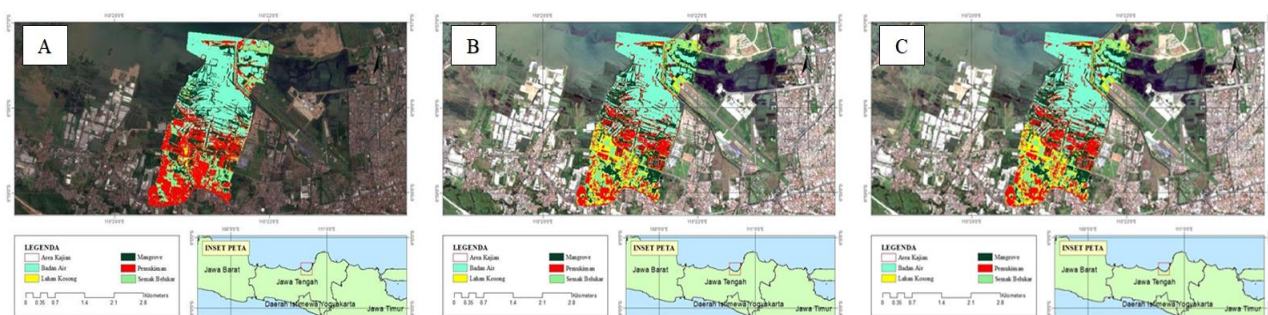 A
B
C
LEGENDA
Area Kajian
Badan Air
Lahan Kosong
Mangrove
Pemukiman
Semak Belukar
0 0.35 0.7 1.4 2.1 2.8
Kilometers
INSET PETA
Jawa Barat
Jawa Tengah
Daerah Istimewa Yogyakarta
Jawa Timur
LEGENDA
Area Kajian
Badan Air
Lahan Kosong
Mangrove
Pemukiman
Semak Belukar
0 0.35 0.7 1.4 2.1 2.8
Kilometers
INSET PETA
Jawa Barat
Jawa Tengah
Daerah Istimewa Yogyakarta
Jawa Timur
LEGENDA
Area Kajian
Badan Air
Lahan Kosong
Mangrove
Pemukiman
Semak Belukar
0 0.35 0.7 1.4 2.1 2.8
Kilometers
INSET PETA
Jawa Barat
Jawa Tengah
Daerah Istimewa Yogyakarta
Jawa Timur